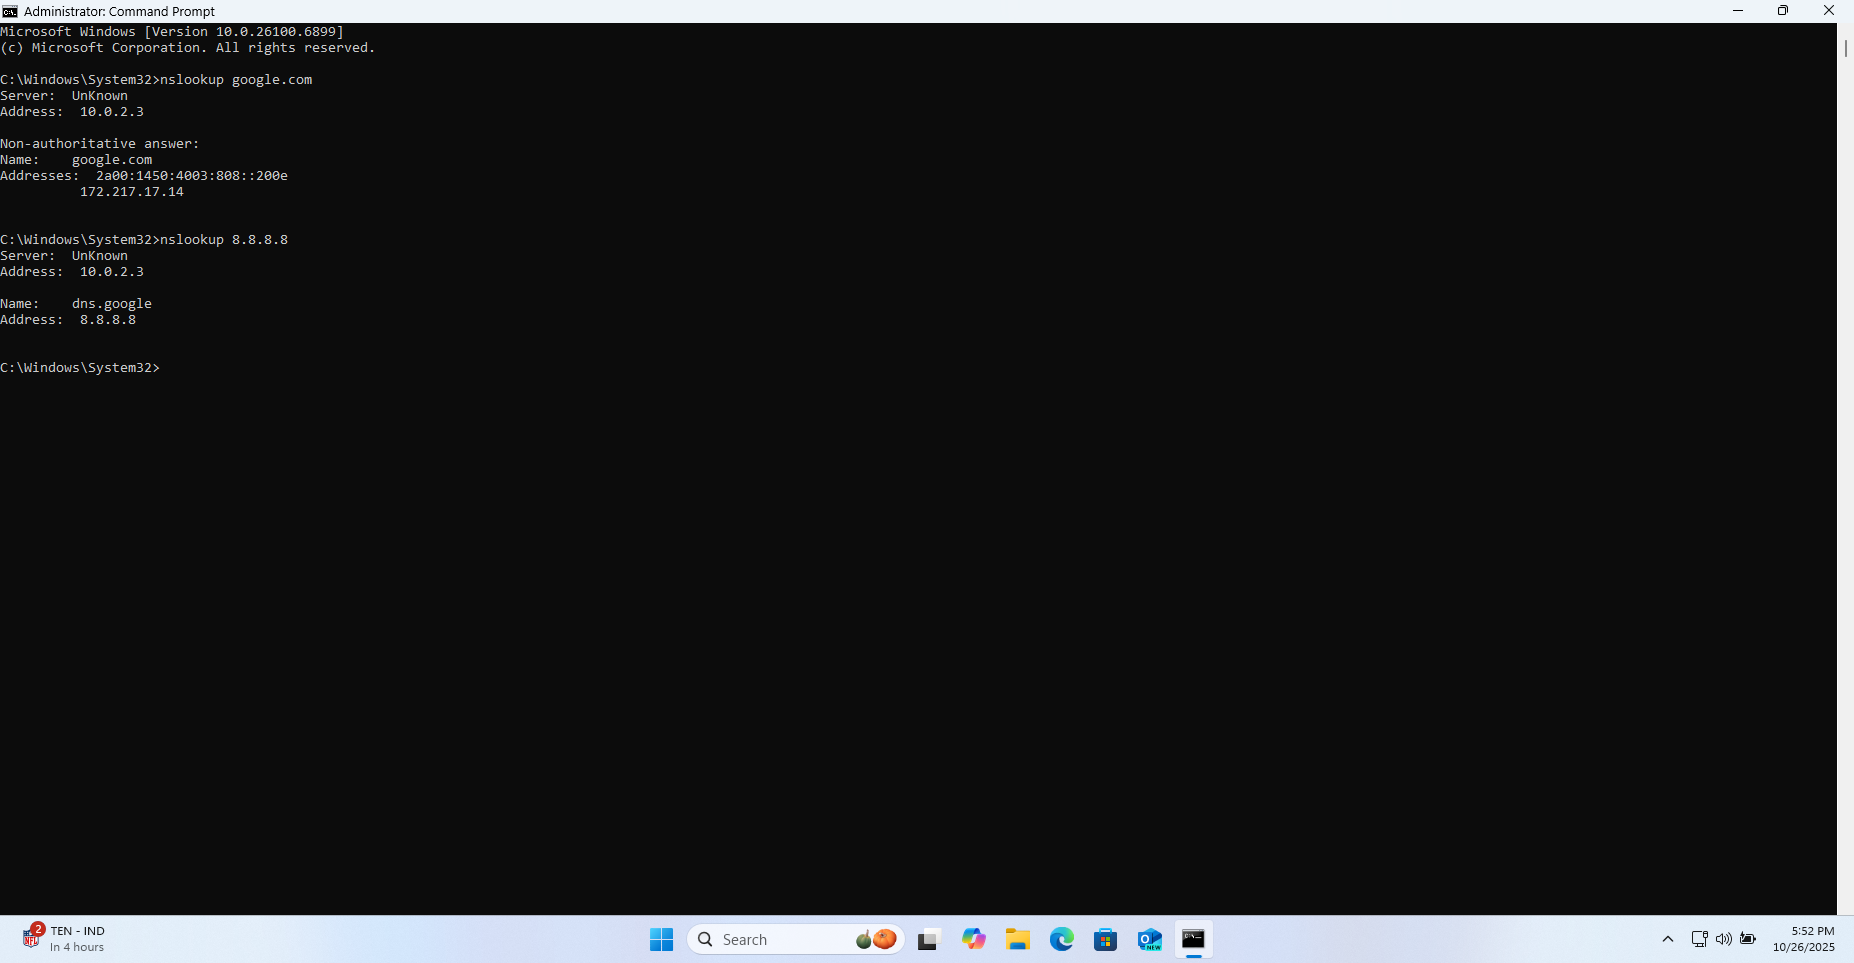 Administrator: Command Prompt
Microsoft Windows [Version 10.0.26100.6899]
(c) Microsoft Corporation. All rights reserved.
C:\Windows\System32>nslookup google.com
Server:  UnKnown
Address:  10.0.2.3
Non-authoritative answer:
Name:    google.com
Addresses:  2a00:1450:4003:808::200e
          172.217.17.14
C:\Windows\System32>nslookup 8.8.8.8
Server:  UnKnown
Address:  10.0.2.3
Name:    dns.google
Address:  8.8.8.8
C:\Windows\System32>
2
NFL
TEN - IND
In 4 hours
Search
NEW
5:52 PM
10/26/2025